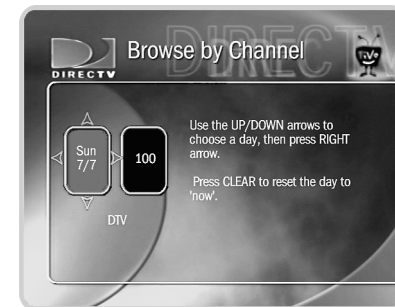 DIRECTV
Browse by Channel
TiVo
DIRECTV
Sun
7/7
100
DTV
Use the UP/DOWN arrows to
choose a day, then press RIGHT
arrow.
Press CLEAR to reset the day to
'now'.